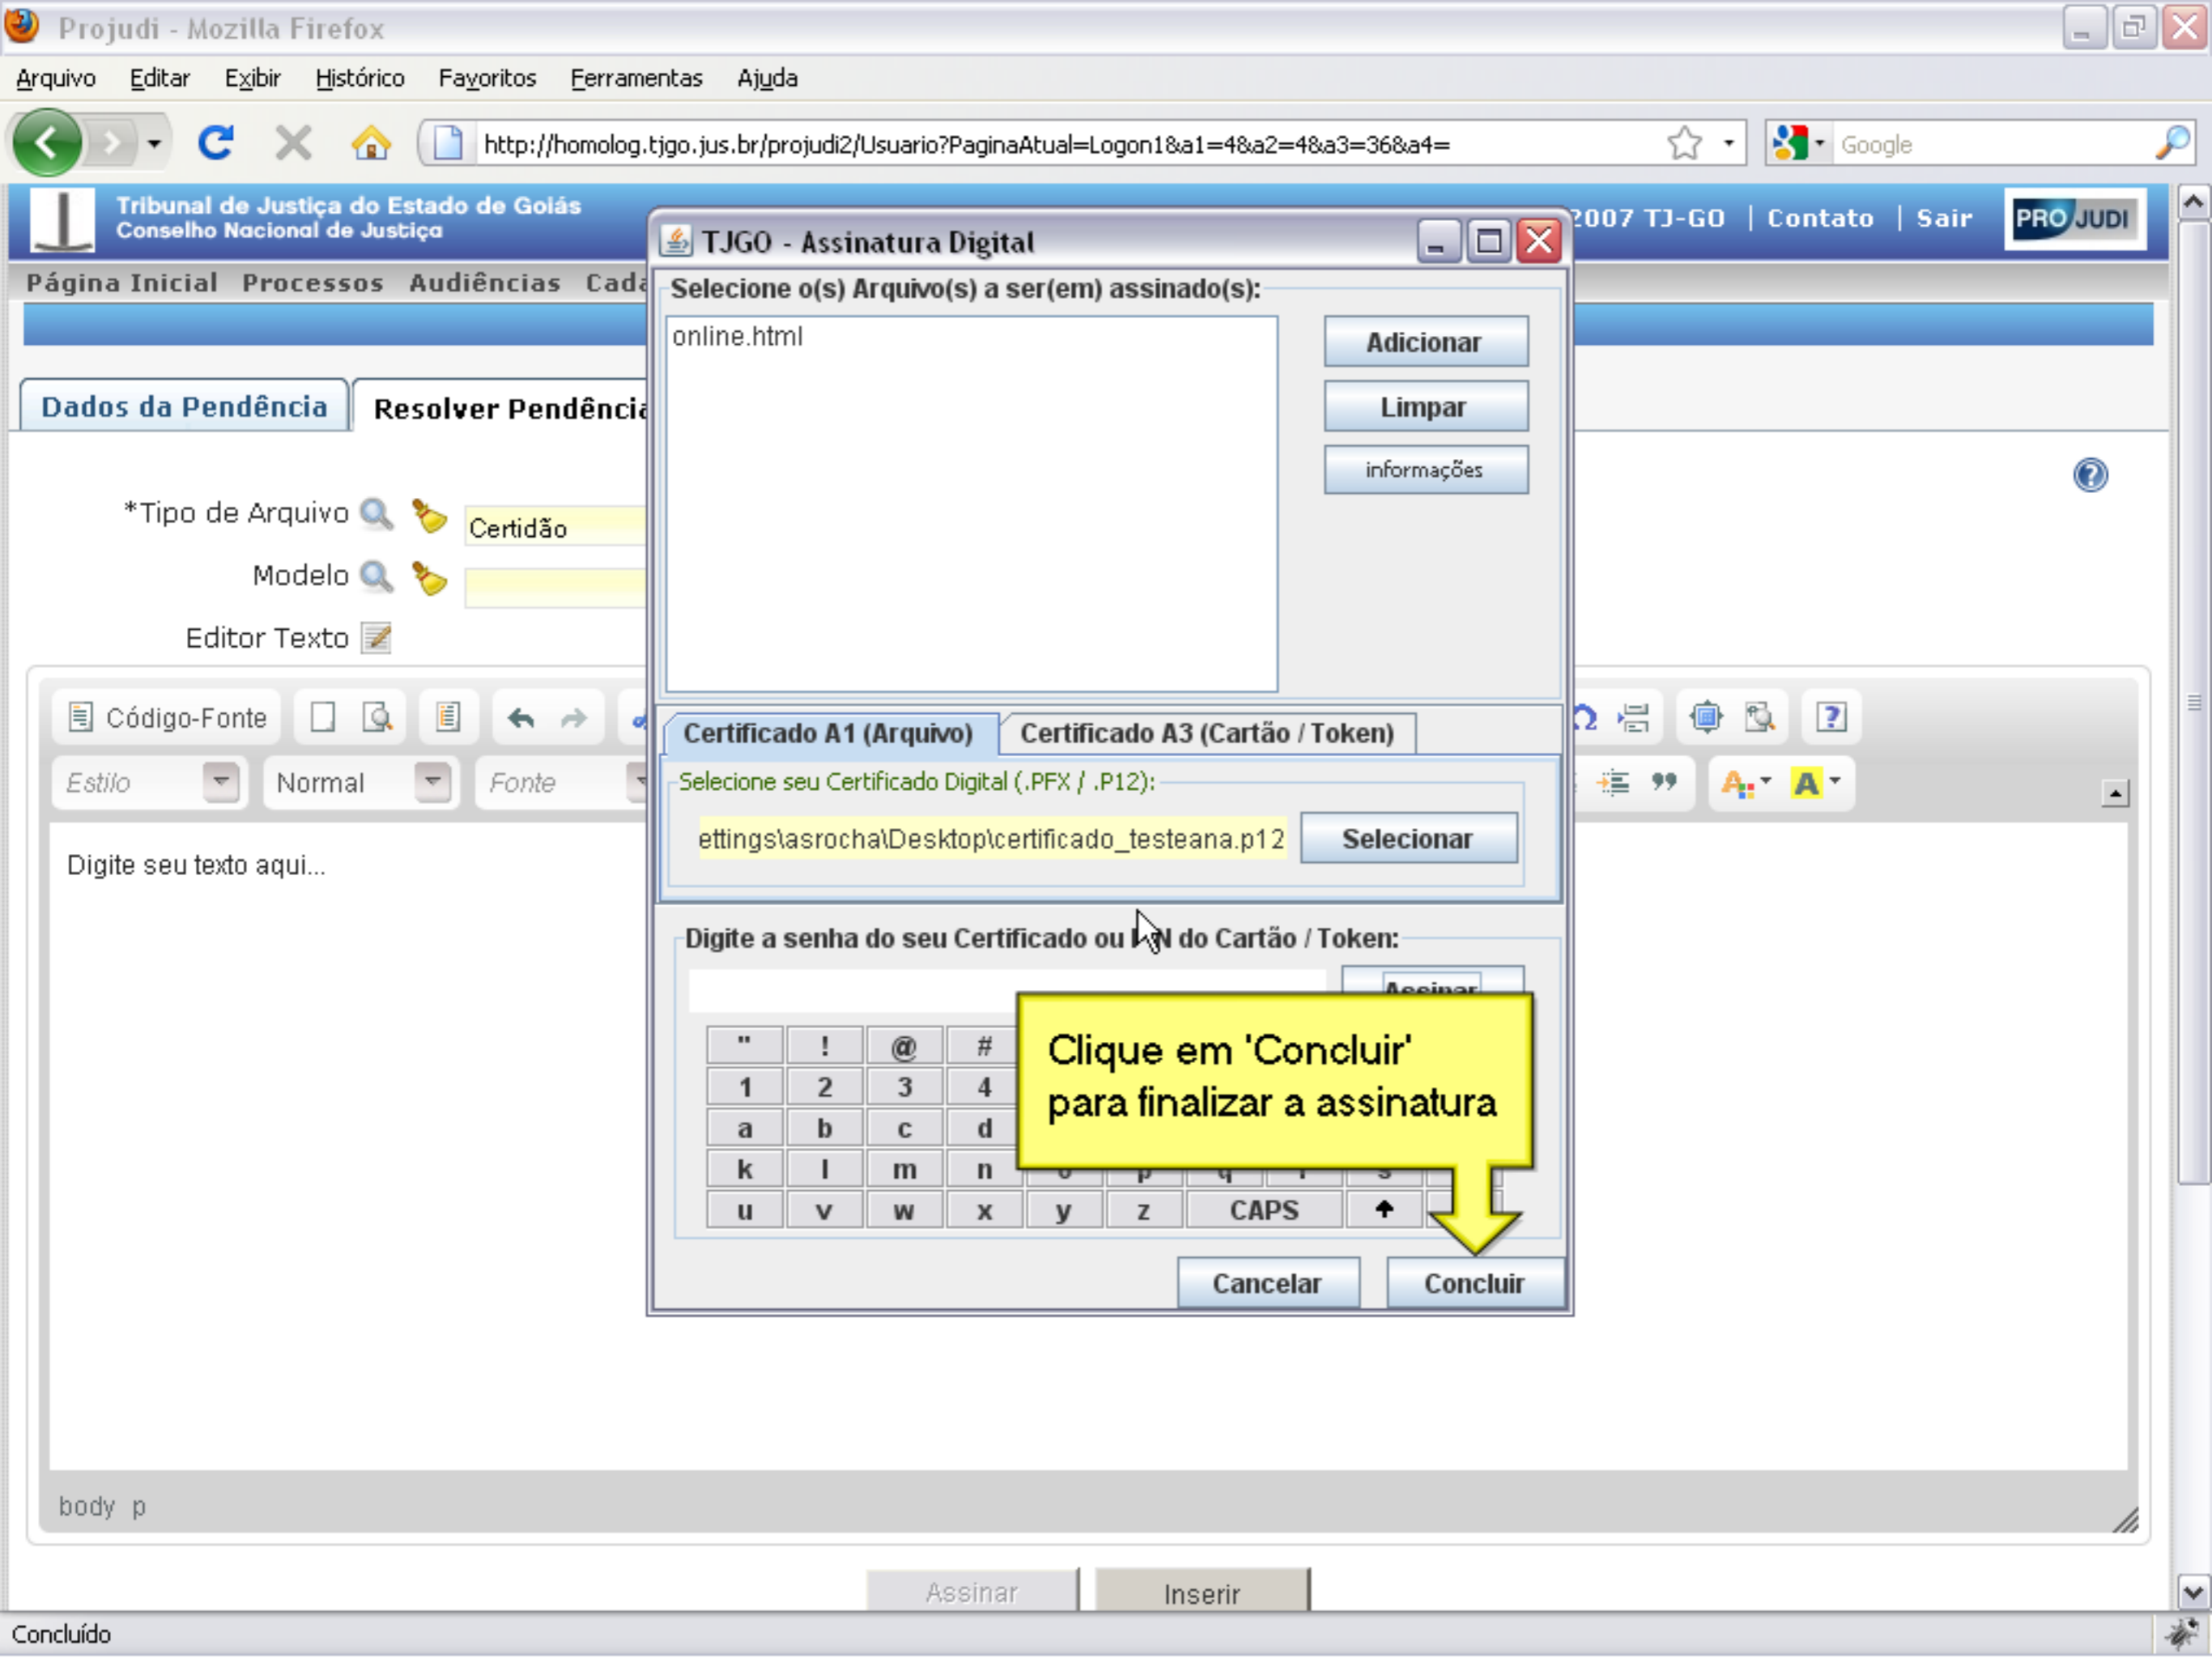 Projudi - Mozilla Firefox
Arquivo Editar Exibir Histórico Favoritos Ferramentas Ajuda
http://homolog.tjgo.jus.br/projudi2/Usuario?PaginaAtual=Logon1&a1=4&a2=4&a3=36&a4=
Google
Tribunal de Justiça do Estado de Goiás
Conselho Nacional de Justiça
2007 TJ-GO | Contato | Sair
PROJUDI
Página Inicial Processos Audiências Cada
Dados da Pendência
Resolver Pendência
*Tipo de Arquivo
Certidão
Modelo
Editor Texto
Código-Fonte
Estilo
Normal
Fonte
Digite seu texto aqui...
body p
Assinar
Inserir
Concluído
TJGO - Assinatura Digital
Selecione o(s) Arquivo(s) a ser(em) assinado(s):
online.html
Adicionar
Limpar
informações
Certificado A1 (Arquivo)
Certificado A3 (Cartão / Token)
Selecione seu Certificado Digital (.PFX / .P12):
ettings\asrocha\Desktop\certificado_testeana.p12
Selecionar
Digite a senha do seu Certificado ou PIN do Cartão / Token:
Assinar
" ! @ #
1 2 3 4
a b c d
k l m n o p q r s
u v w x y z CAPS
Clique em 'Concluir'
para finalizar a assinatura
Cancelar
Concluir